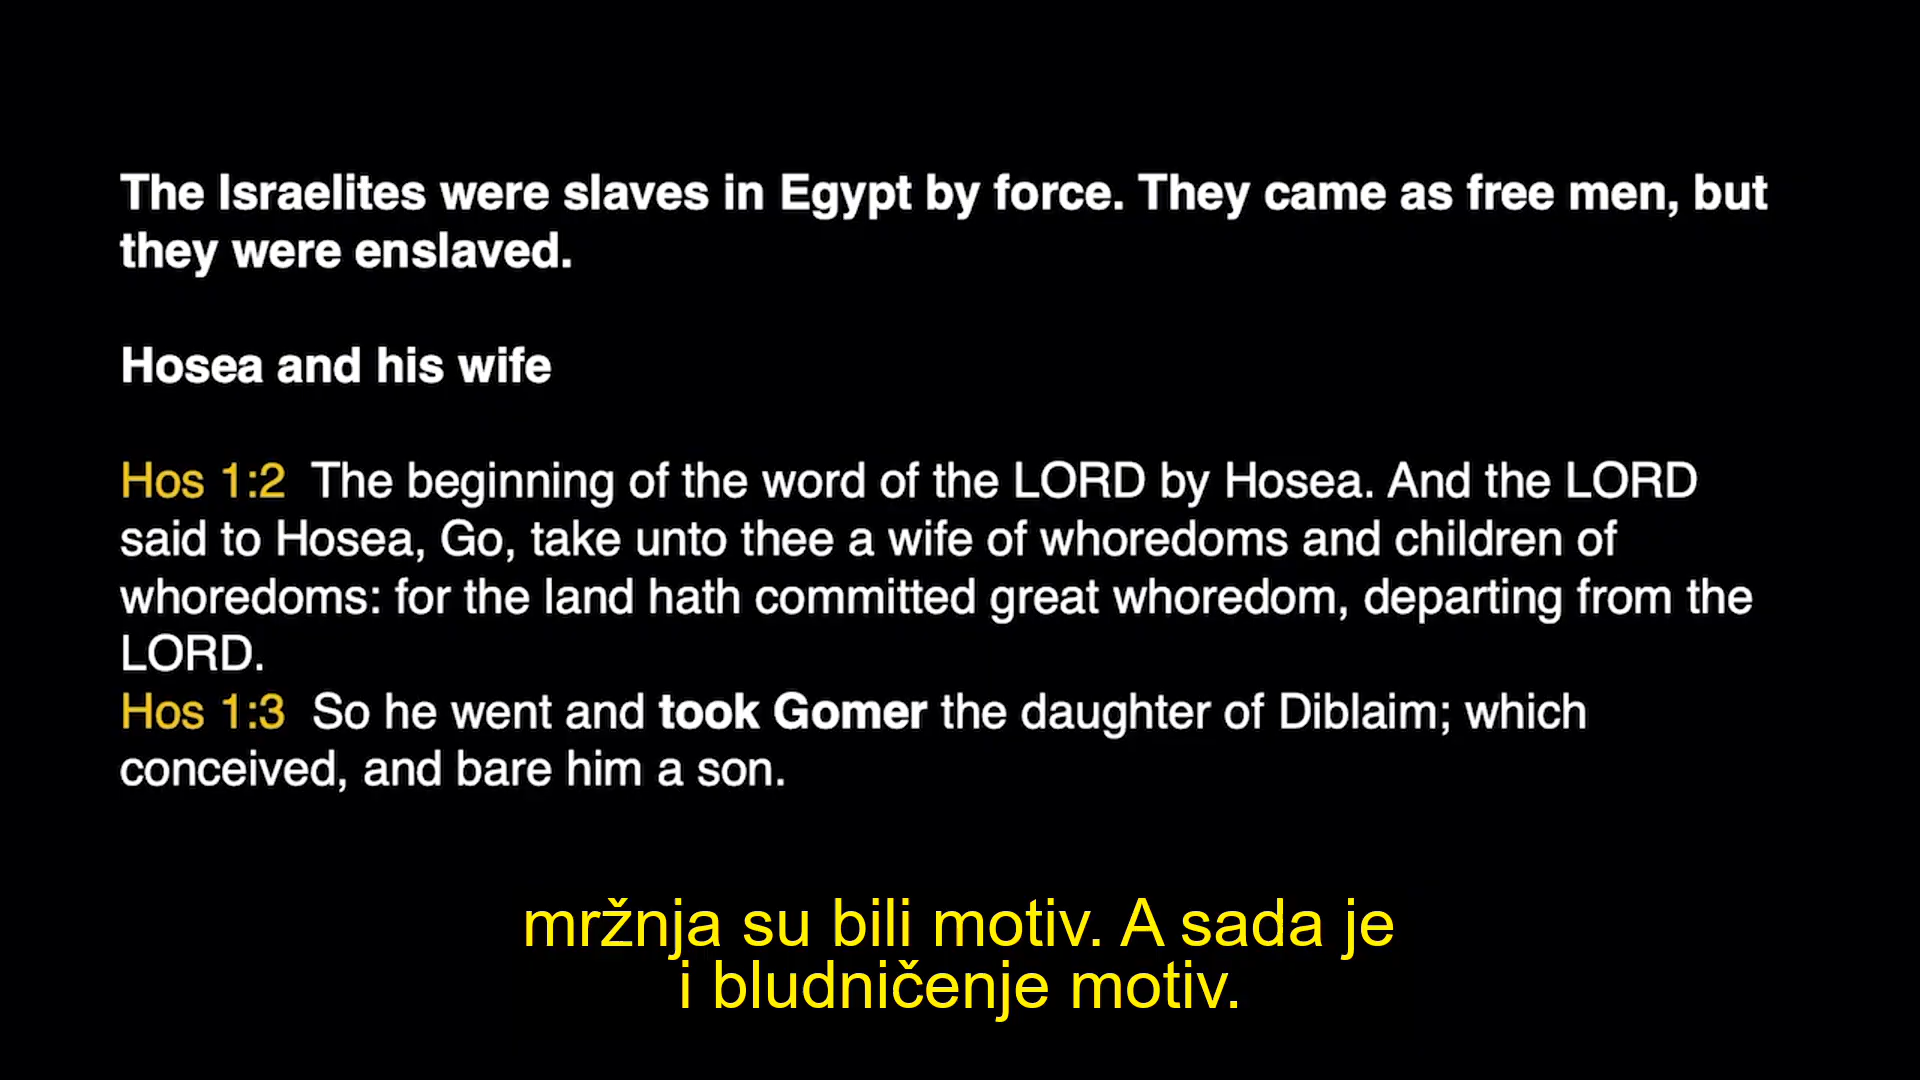 The Israelites were slaves in Egypt by force. They came as free men, but
they were enslaved.
Hosea and his wife
Hos 1:2 The beginning of the word of the LORD by Hosea. And the LORD
said to Hosea, Go, take unto thee a wife of whoredoms and children of
whoredoms: for the land hath committed great whoredom, departing from the
LORD.
Hos 1:3 So he went and took Gomer the daughter of Diblaim; which
conceived, and bare him a son.
mržnja su bili motiv. A sada je
i bludničenje motiv.